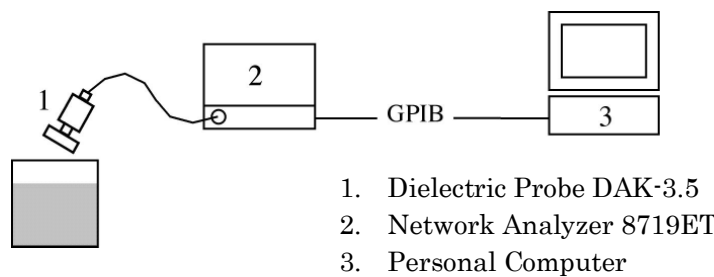 1
2
GPIB
3
1. Dielectric Probe DAK-3.5
2. Network Analyzer 8719ET
3. Personal Computer